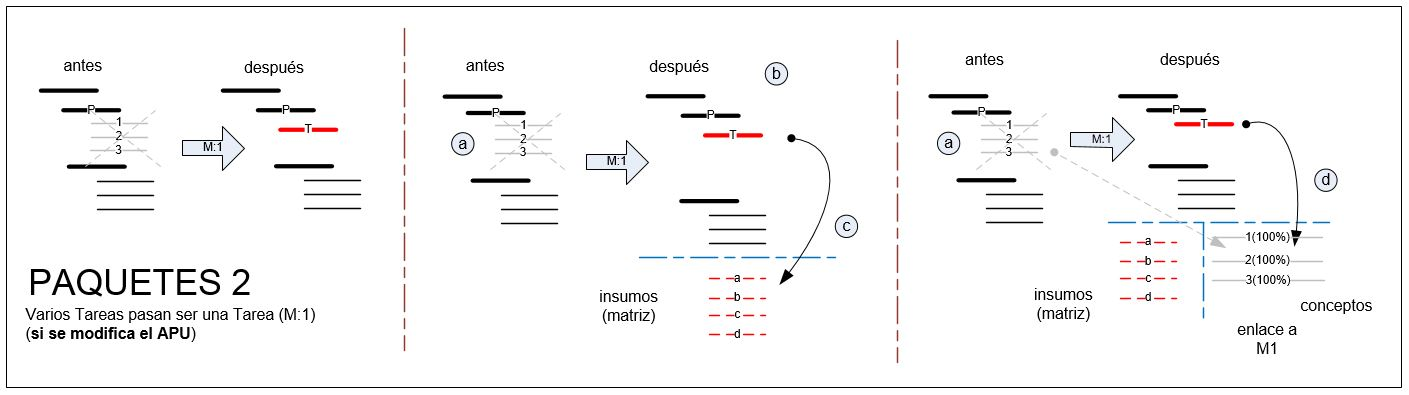 antes
después
P
P
1
2
3
T
M:1
PAQUETES 2
Varios Tareas pasan ser una Tarea (M:1)
(si se modifica el APU)
antes
después
b
P
P
1
2
3
T
a
M:1
c
insumos
(matriz)
a
b
c
d
antes
después
P
P
1
2
3
T
a
M:1
d
a
b
c
d
1(100%)
2(100%)
3(100%)
insumos
(matriz)
conceptos
enlace a
M1